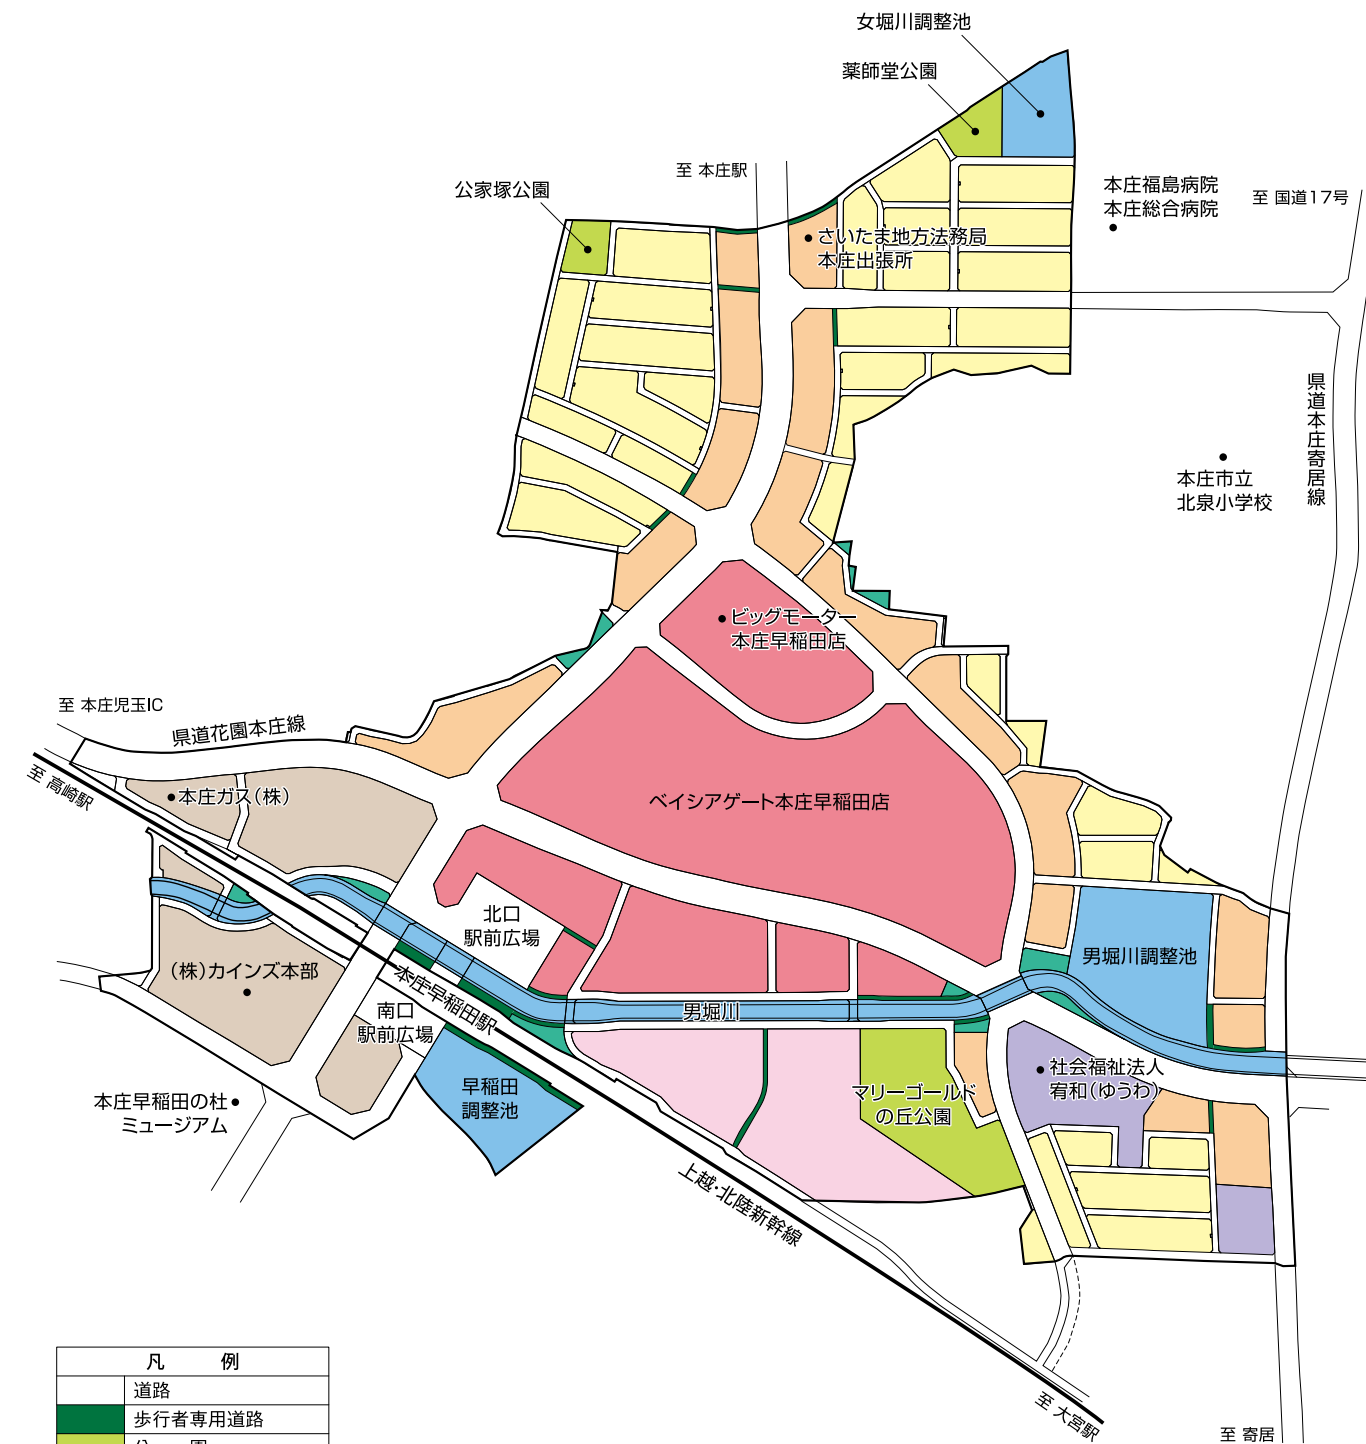 女堀川調整池
薬師堂公園
至 本庄駅
公家塚公園
本庄福島病院
本庄総合病院
至 国道17号
さいたま地方法務局
本庄出張所
県道本庄寄居線
本庄市立
北泉小学校
ビッグモーター
本庄早稲田店
至 本庄児玉IC
県道花園本庄線
至 高崎駅
本庄ガス(株)
ベイシアゲート本庄早稲田店
北口
駅前広場
男堀川調整池
(株)カインズ本部
本庄早稲田駅
南口
駅前広場
男堀川
早稲田
調整池
マリーゴールド
の丘公園
社会福祉法人
宥和(ゆうわ)
本庄早稲田の杜
ミュージアム
上越・北陸新幹線
至 大宮駅
至 寄居
凡 例
道路
歩行者専用道路
公 園